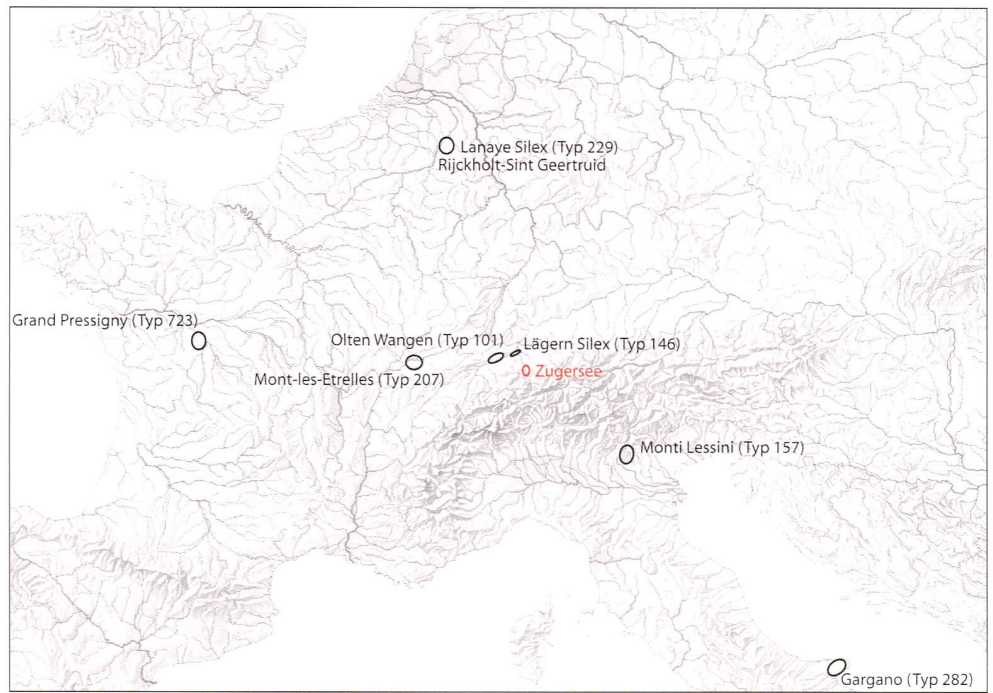 Lanaye Silex (Typ 229)
Rijckholt-Sint Geertruid
Grand Pressigny (Typ 723)
Olten Wangen (Typ 101)
Lägern Silex (Typ 146)
Zugersee
Mont-les-Etrelles (Typ 207)
Monti Lessini (Typ 157)
Gargano (Typ 282)